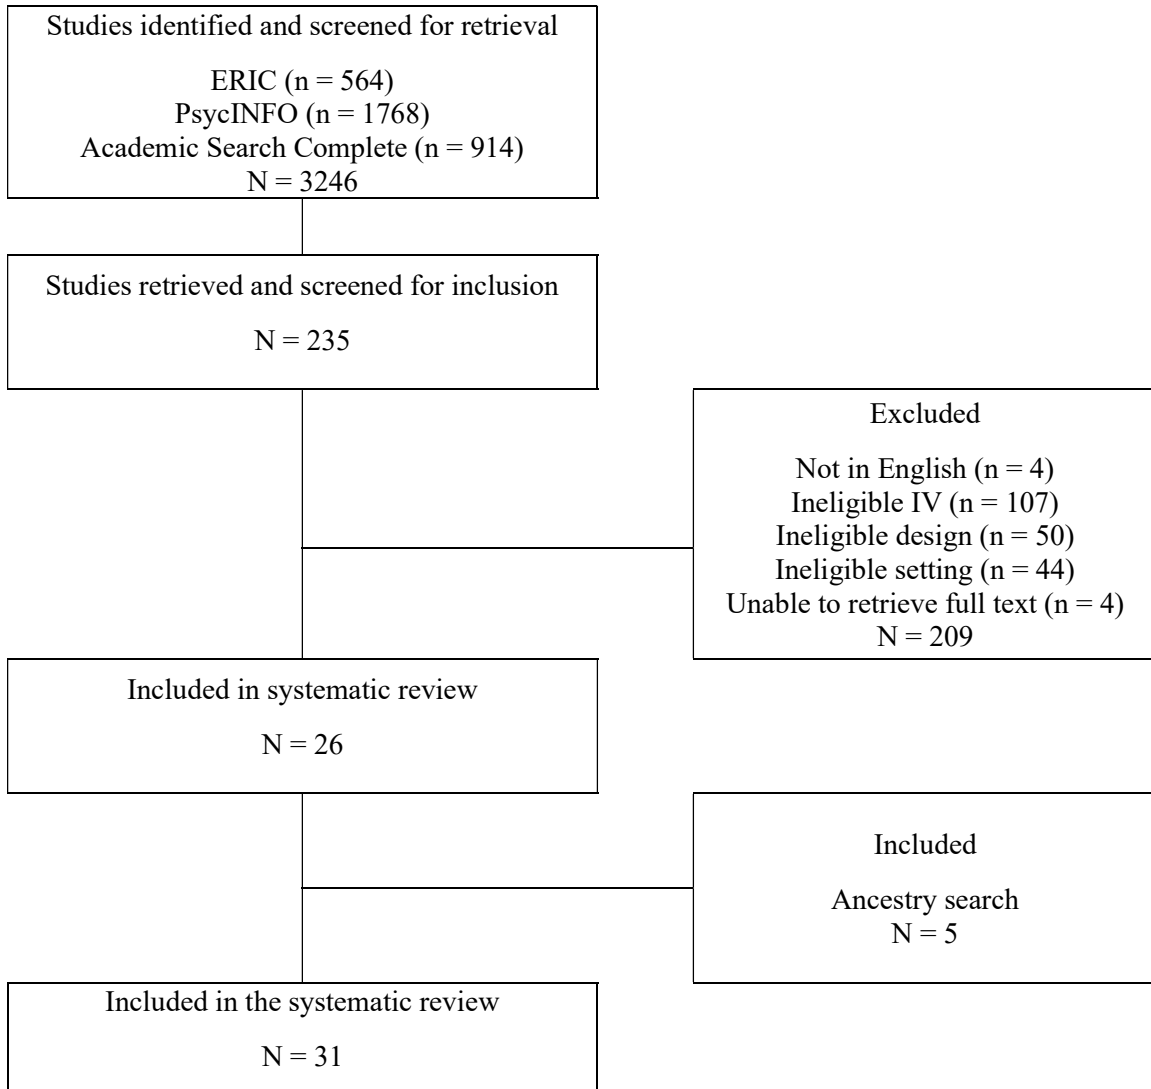 Studies identified and screened for retrieval
ERIC (n = 564)
PsycINFO (n = 1768)
Academic Search Complete (n = 914)
N = 3246
Studies retrieved and screened for inclusion
N = 235
Excluded
Not in English (n = 4)
Ineligible IV (n = 107)
Ineligible design (n = 50)
Ineligible setting (n = 44)
Unable to retrieve full text (n = 4)
N = 209
Included in systematic review
N = 26
Included
Ancestry search
N = 5
Included in the systematic review
N = 31